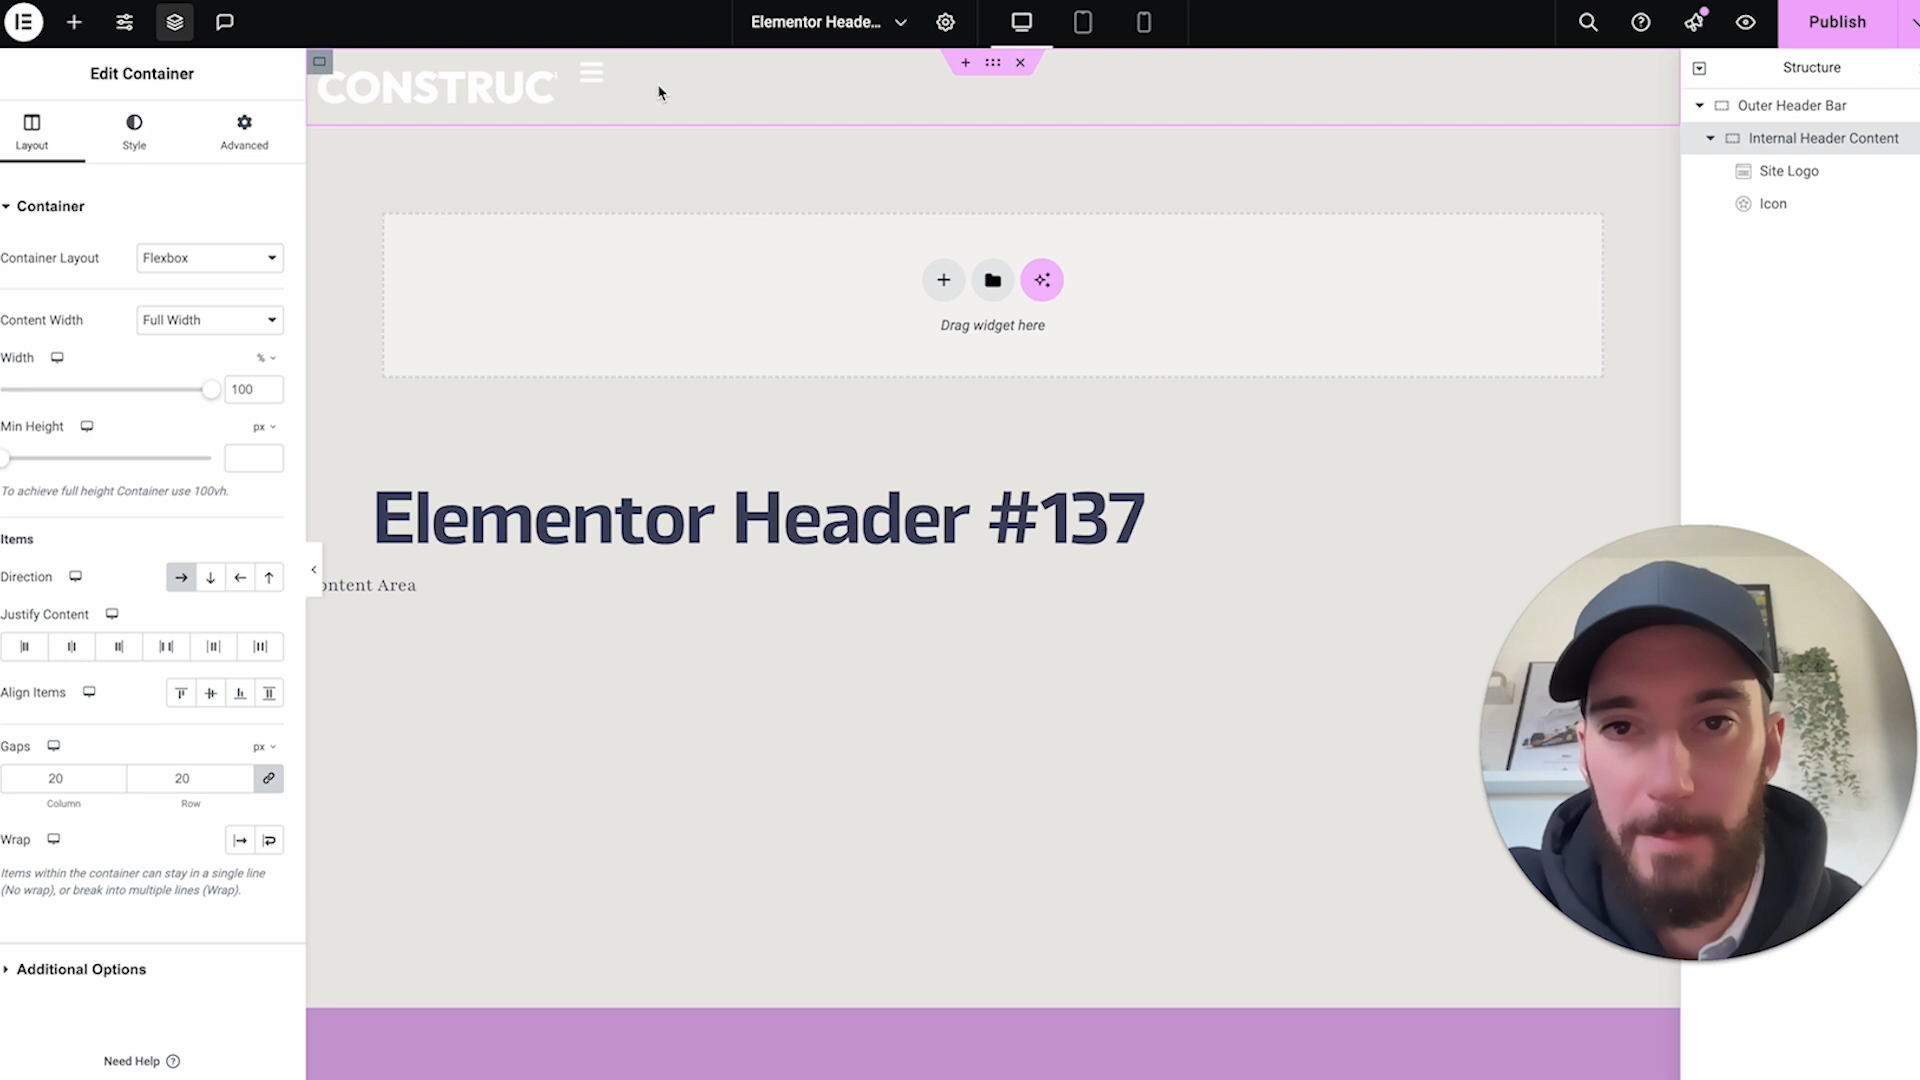 Elementor Heade...
Publish
Edit Container
Layout
Style
Advanced
Container
Container Layout
Flexbox
Content Width
Full Width
Width
%
100
Min Height
px
To achieve full height Container use 100vh.
Items
Direction
Justify Content
Align Items
Gaps
px
20
20
Column
Row
Wrap
Items within the container can stay in a single line
(No wrap), or break into multiple lines (Wrap).
Additional Options
Need Help
CONSTRUC
Drag widget here
Elementor Header #137
ontent Area
Structure
Outer Header Bar
Internal Header Content
Site Logo
Icon